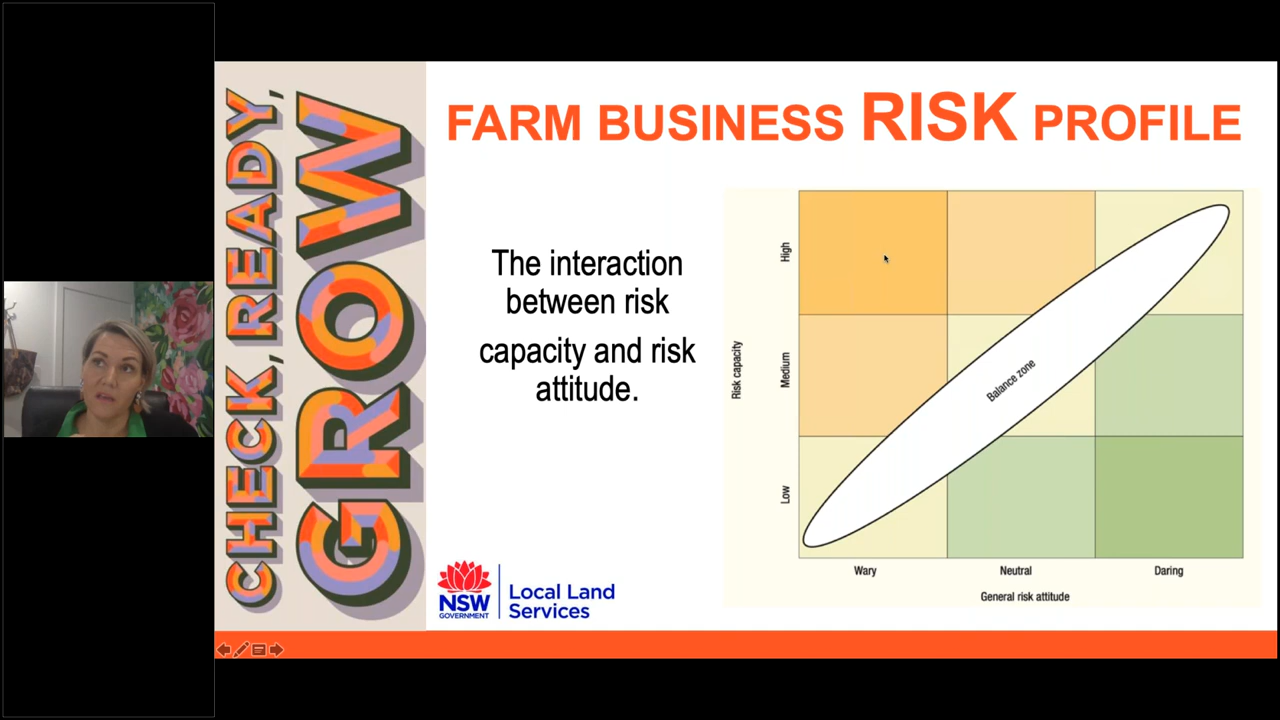 CHECK, READY,
GROW
FARM BUSINESS RISK PROFILE
The interaction
between risk
capacity and risk
attitude.
Risk capacity
High
Medium
Low
Balance zone
Wary
Neutral
Daring
General risk attitude
NSW
GOVERNMENT
Local Land
Services